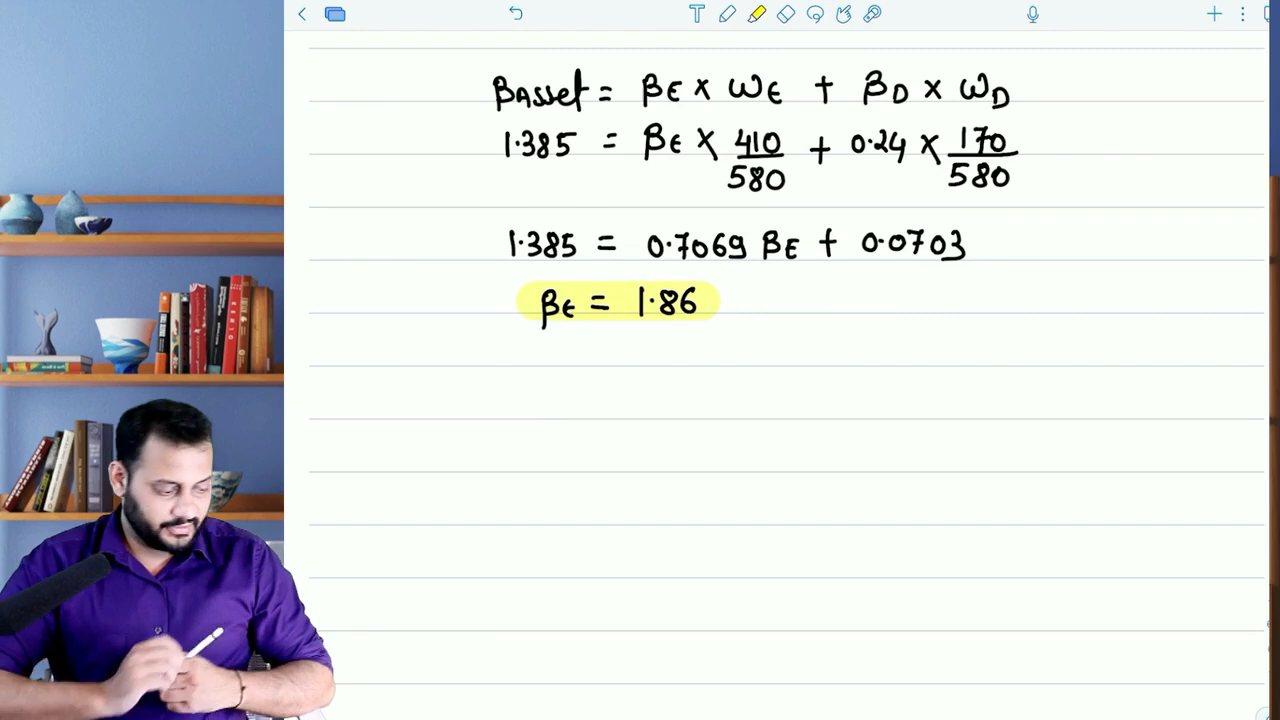 βAsset = βE × ωE + βD × ωD
1.385 = βE × 410/580 + 0.24 × 170/580
1.385 = 0.7069 βE + 0.0703
βE = 1.86